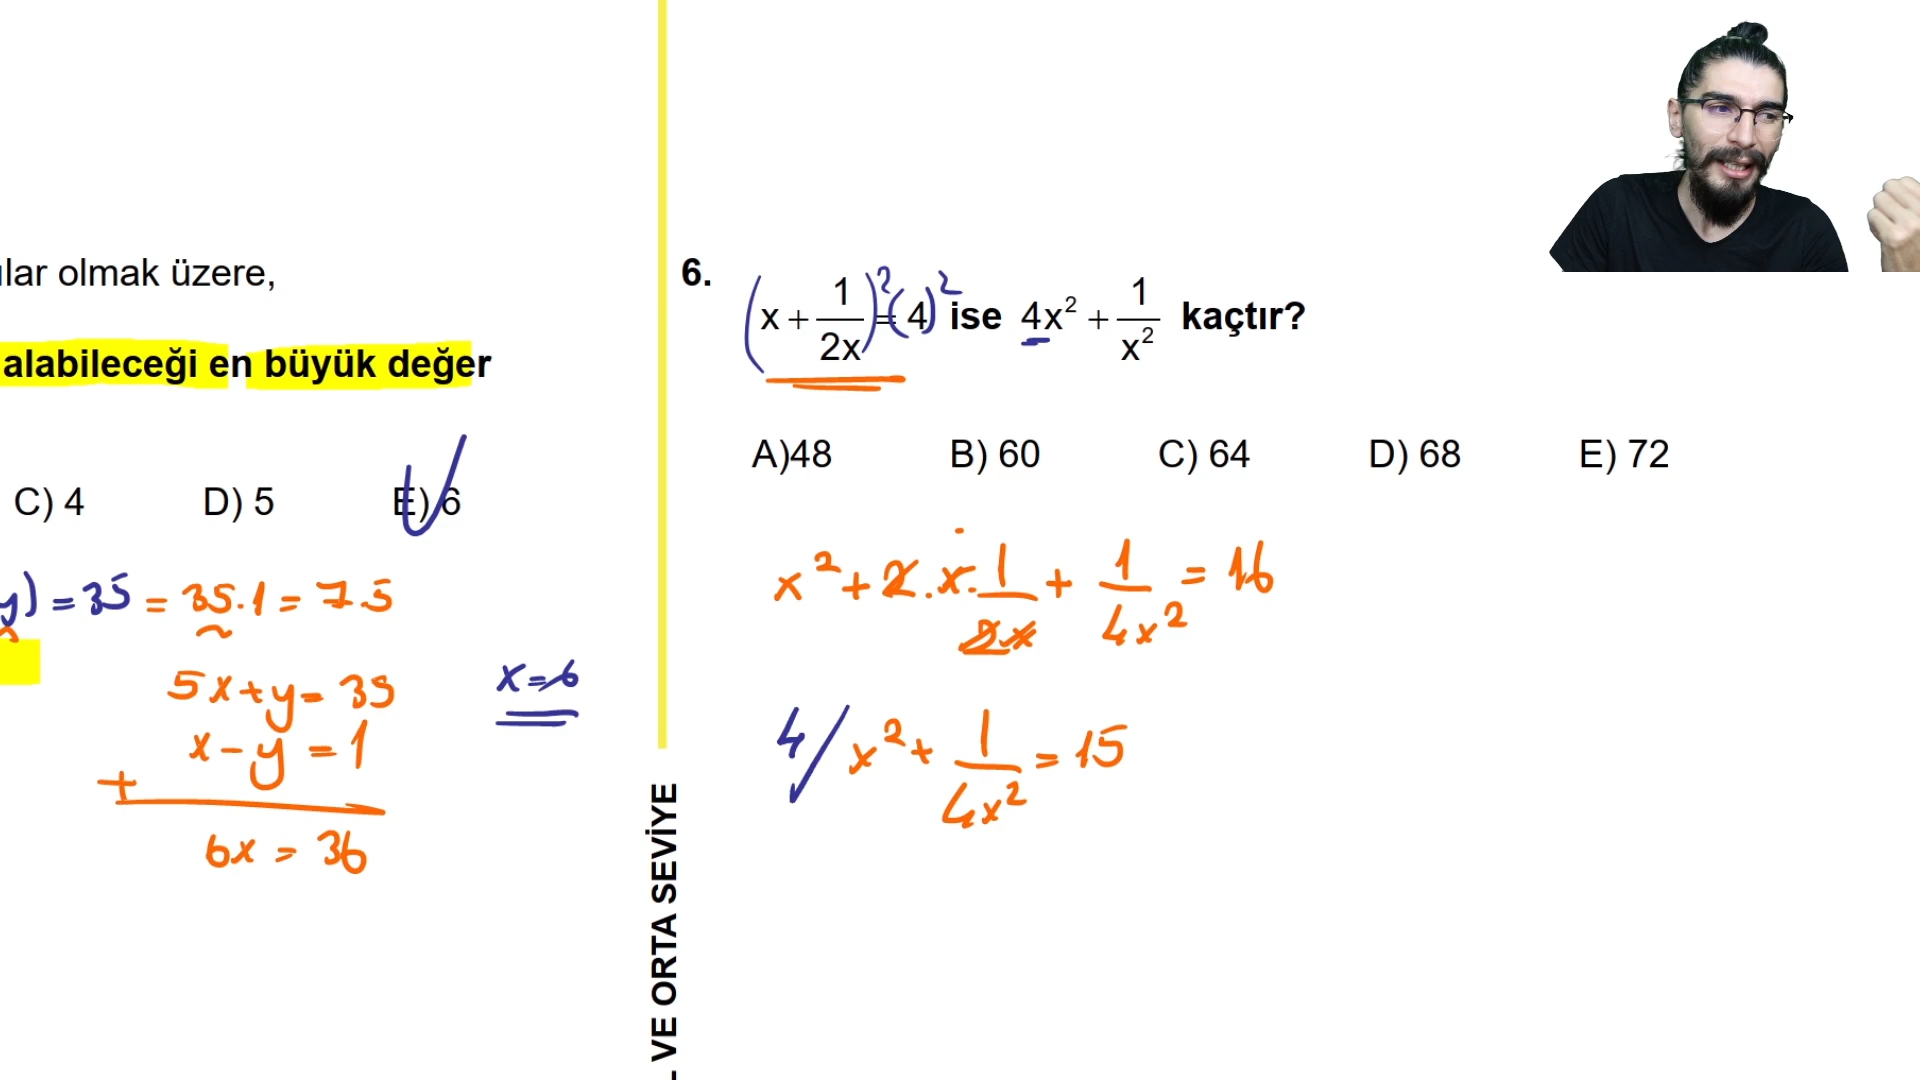 ılar olmak üzere,
alabileceği en büyük değer
C) 4 D) 5 E) 6
y) = 35 = 35.1 = 7.5
5x+y=35
x-y=1
+
6x = 36
x=6
VE ORTA SEVİYE
6. (x + 1/2x)² = (4)² ise 4x² + 1/x² kaçtır?
A)48 B) 60 C) 64 D) 68 E) 72
x² + 2.x.1/2x + 1/4x² = 16
4/ x² + 1/4x² = 15